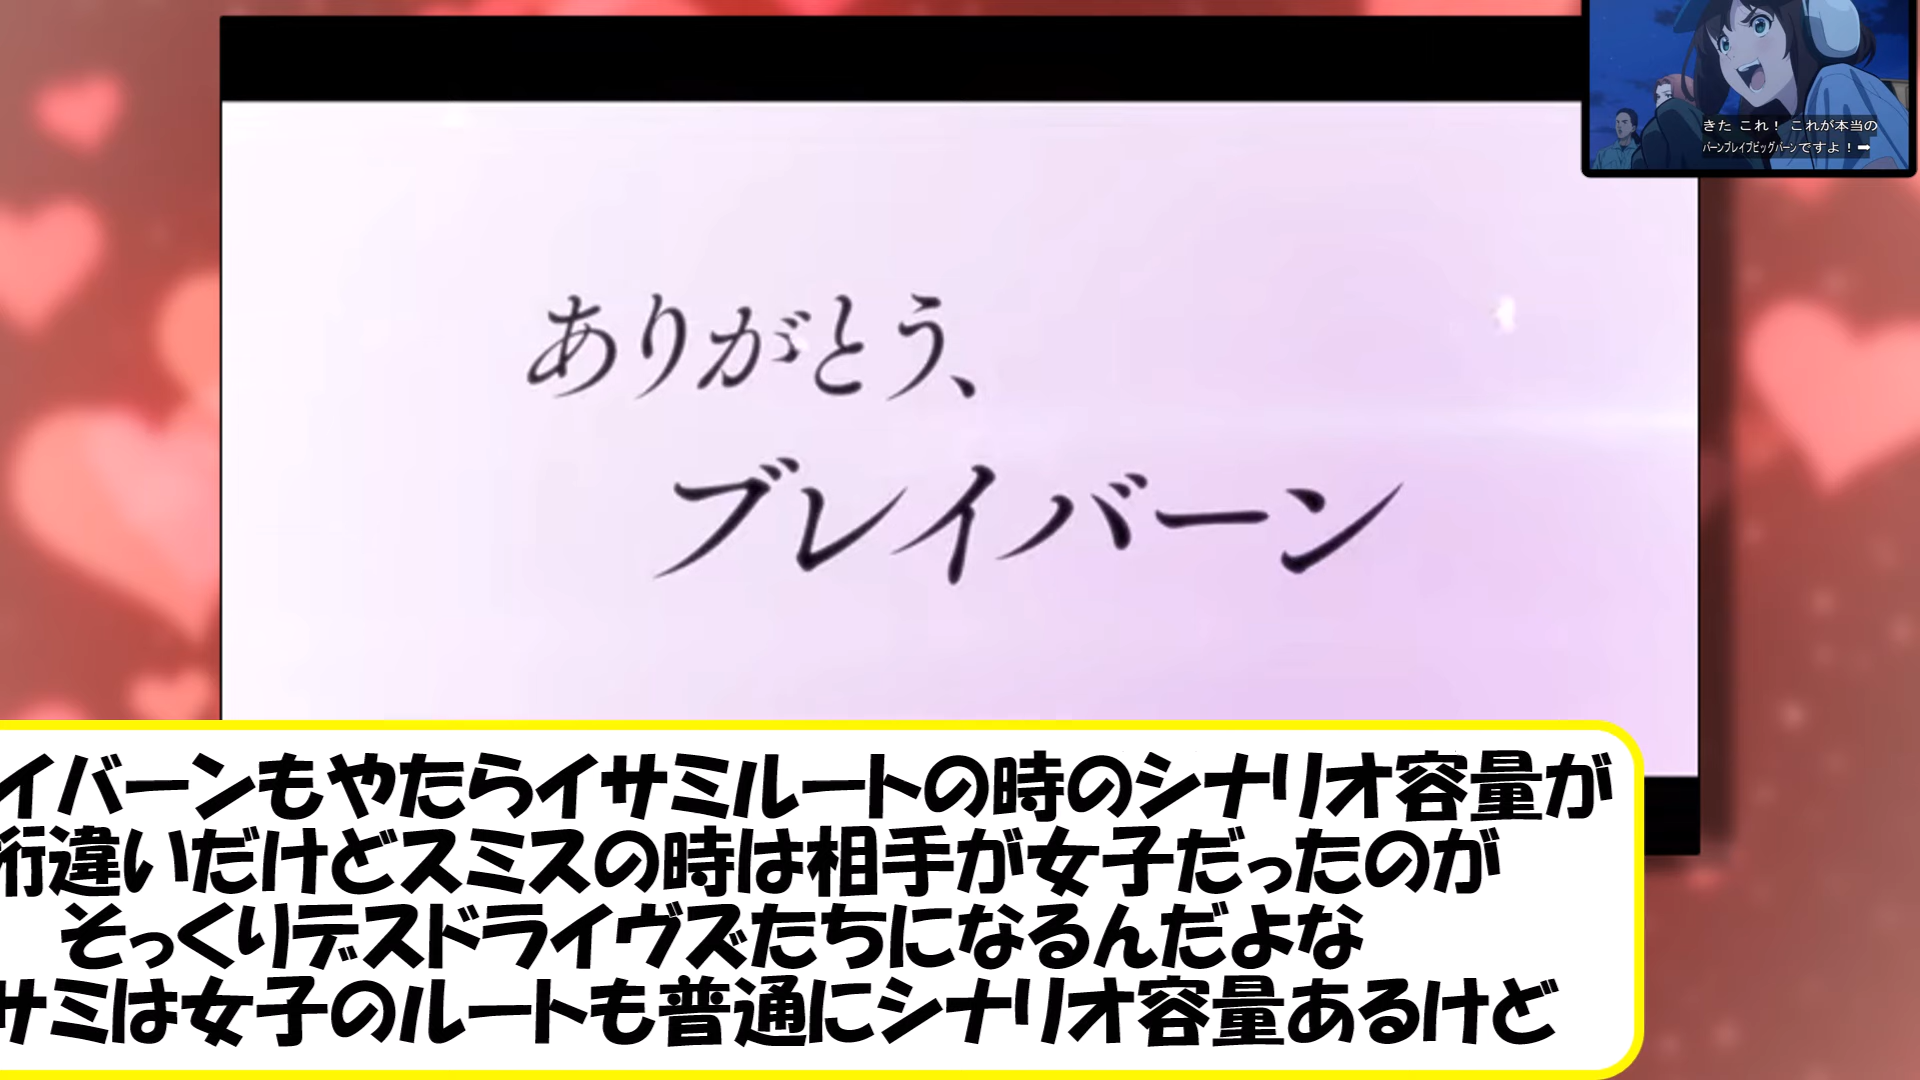 きた これ! これが本当の
バーンブレイブビッグバーンですよ!➡
ありがとう、
ブレイバーン
イバーンもやたらイサミルートの時のシナリオ容量が
桁違いだけどスミスの時は相手が女子だったのが
そっくりデスドライヴズたちになるんだよな
サミは女子のルートも普通にシナリオ容量あるけど